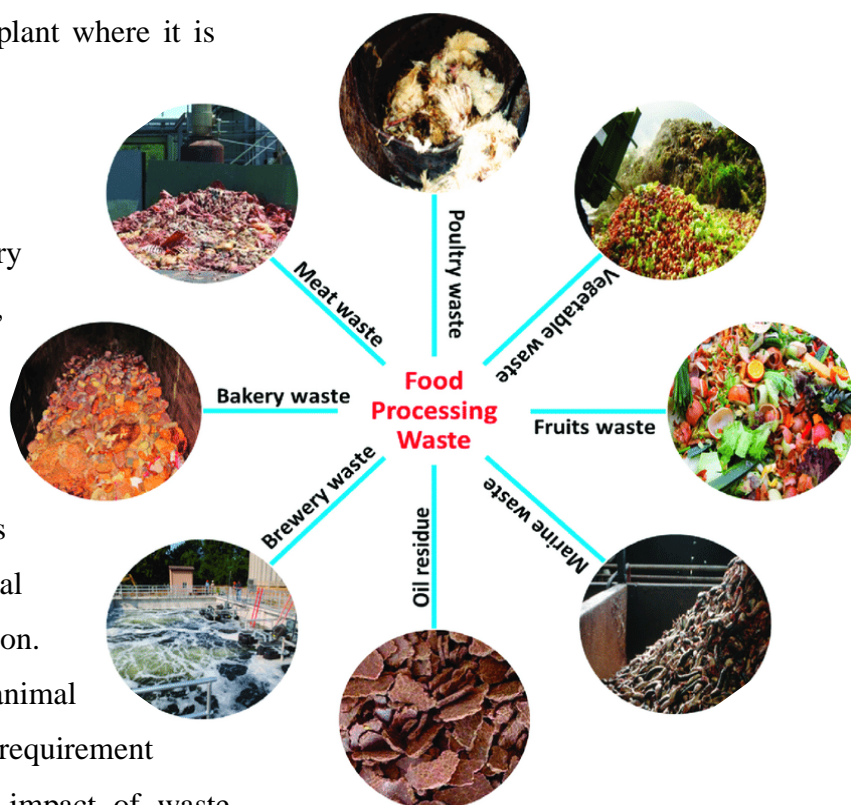 plant where it is
ry
,
s
al
on.
animal
requirement
impact of waste
Poultry waste
Vegetable waste
Fruits waste
Marine waste
Oil residue
Brewery waste
Bakery waste
Meat waste
Food
Processing
Waste